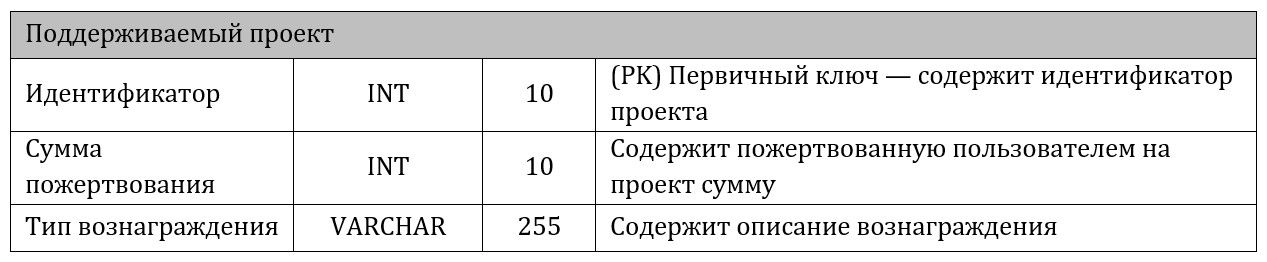 Поддерживаемый проект
Идентификатор INT 10 (PK) Первичный ключ — содержит идентификатор
проекта
Сумма
пожертвования INT 10 Содержит пожертвованную пользователем на
проект сумму
Тип вознаграждения VARCHAR 255 Содержит описание вознаграждения